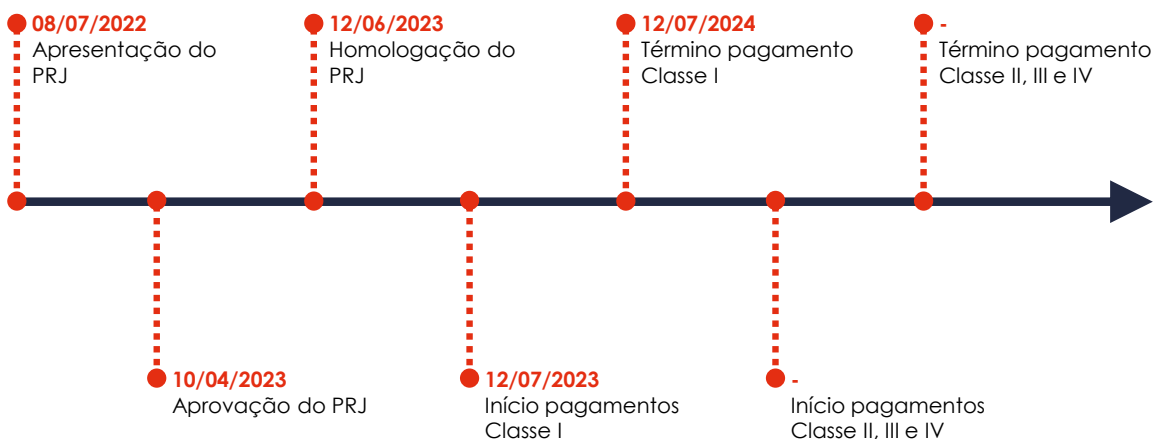 08/07/2022
Apresentação do
PRJ
12/06/2023
Homologação do
PRJ
12/07/2024
Término pagamento
Classe I
-
Término pagamento
Classe II, III e IV
10/04/2023
Aprovação do PRJ
12/07/2023
Início pagamentos
Classe I
-
Início pagamentos
Classe II, III e IV